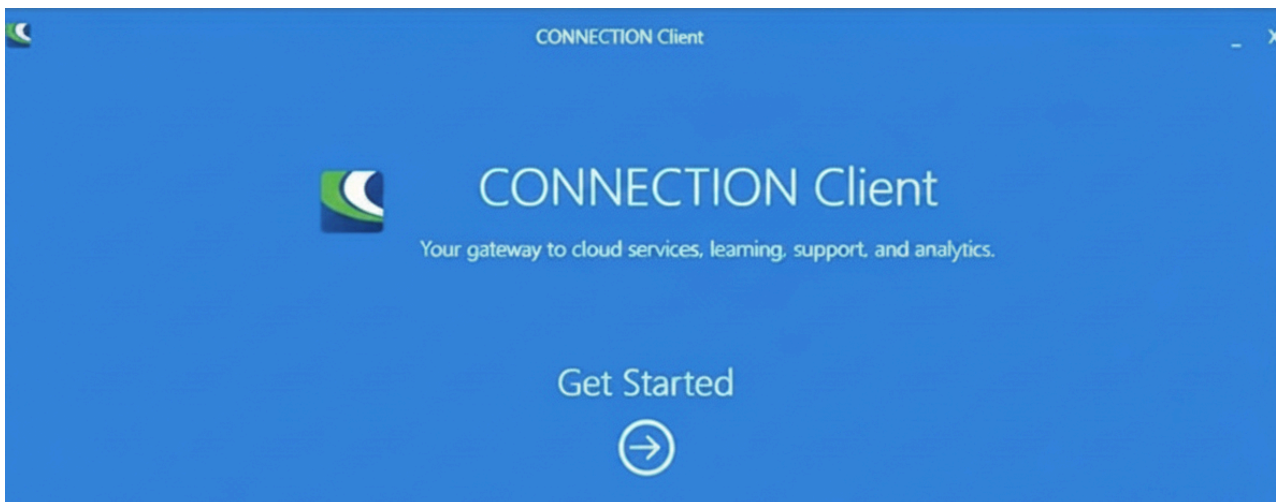 CONNECTION Client
CONNECTION Client
Your gateway to cloud services, learning, support, and analytics.
Get Started